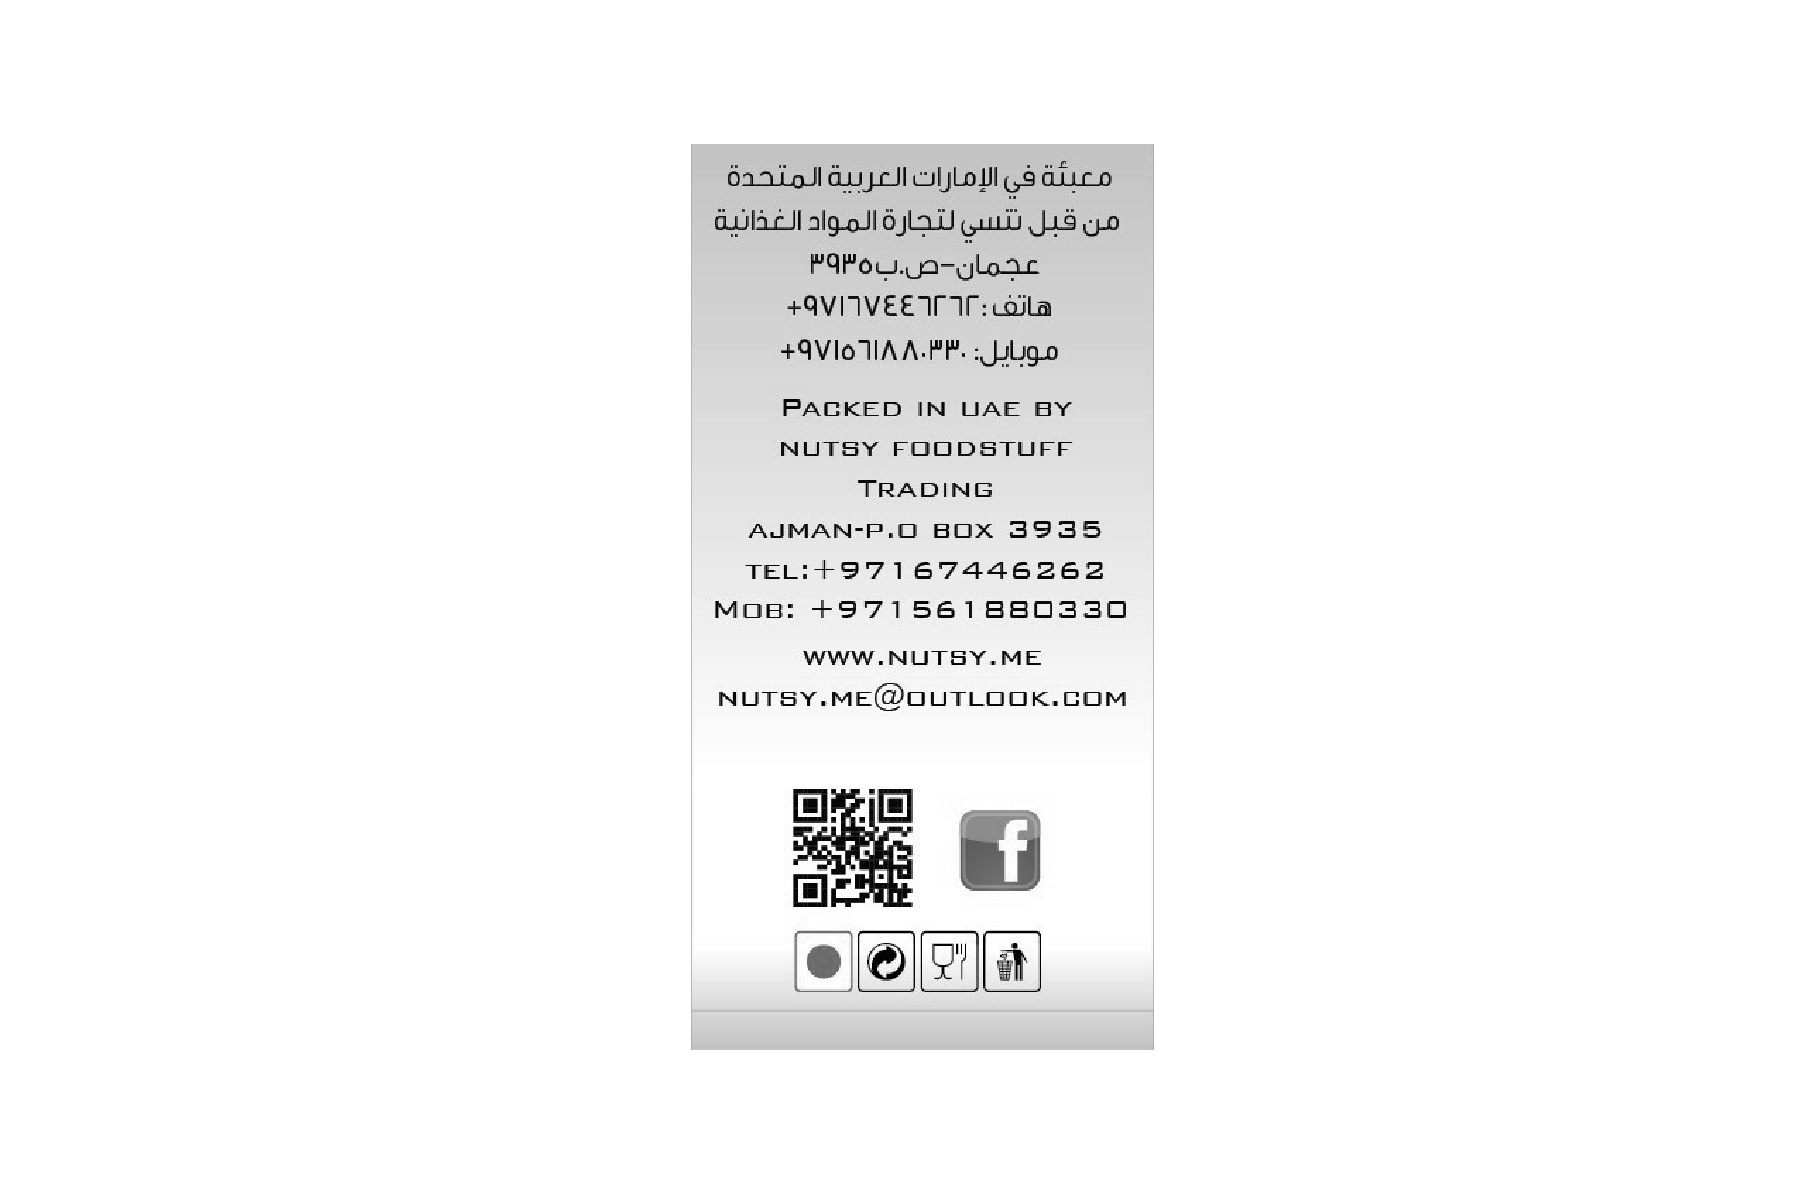 معبئة في الإمارات العربية المتحدة
من قبل نتسي لتجارة المواد الغذائية
عجمان-ص.ب٣٩٣٥
هاتف:٩٧١٦٧٤٤٦٢٦٢+
موبايل: ٩٧١٥٦١٨٨٠٣٣٠+
PACKED IN UAE BY
NUTSY FOODSTUFF
TRADING
AJMAN-P.O BOX 3935
TEL:+97167446262
MOB: +971561880330
WWW.NUTSY.ME
NUTSY.ME@OUTLOOK.COM
f